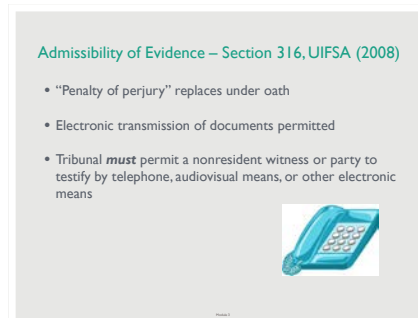 Admissibility of Evidence – Section 316, UIFSA (2008)
• “Penalty of perjury” replaces under oath
• Electronic transmission of documents permitted
• Tribunal must permit a nonresident witness or party to
testify by telephone, audiovisual means, or other electronic
means